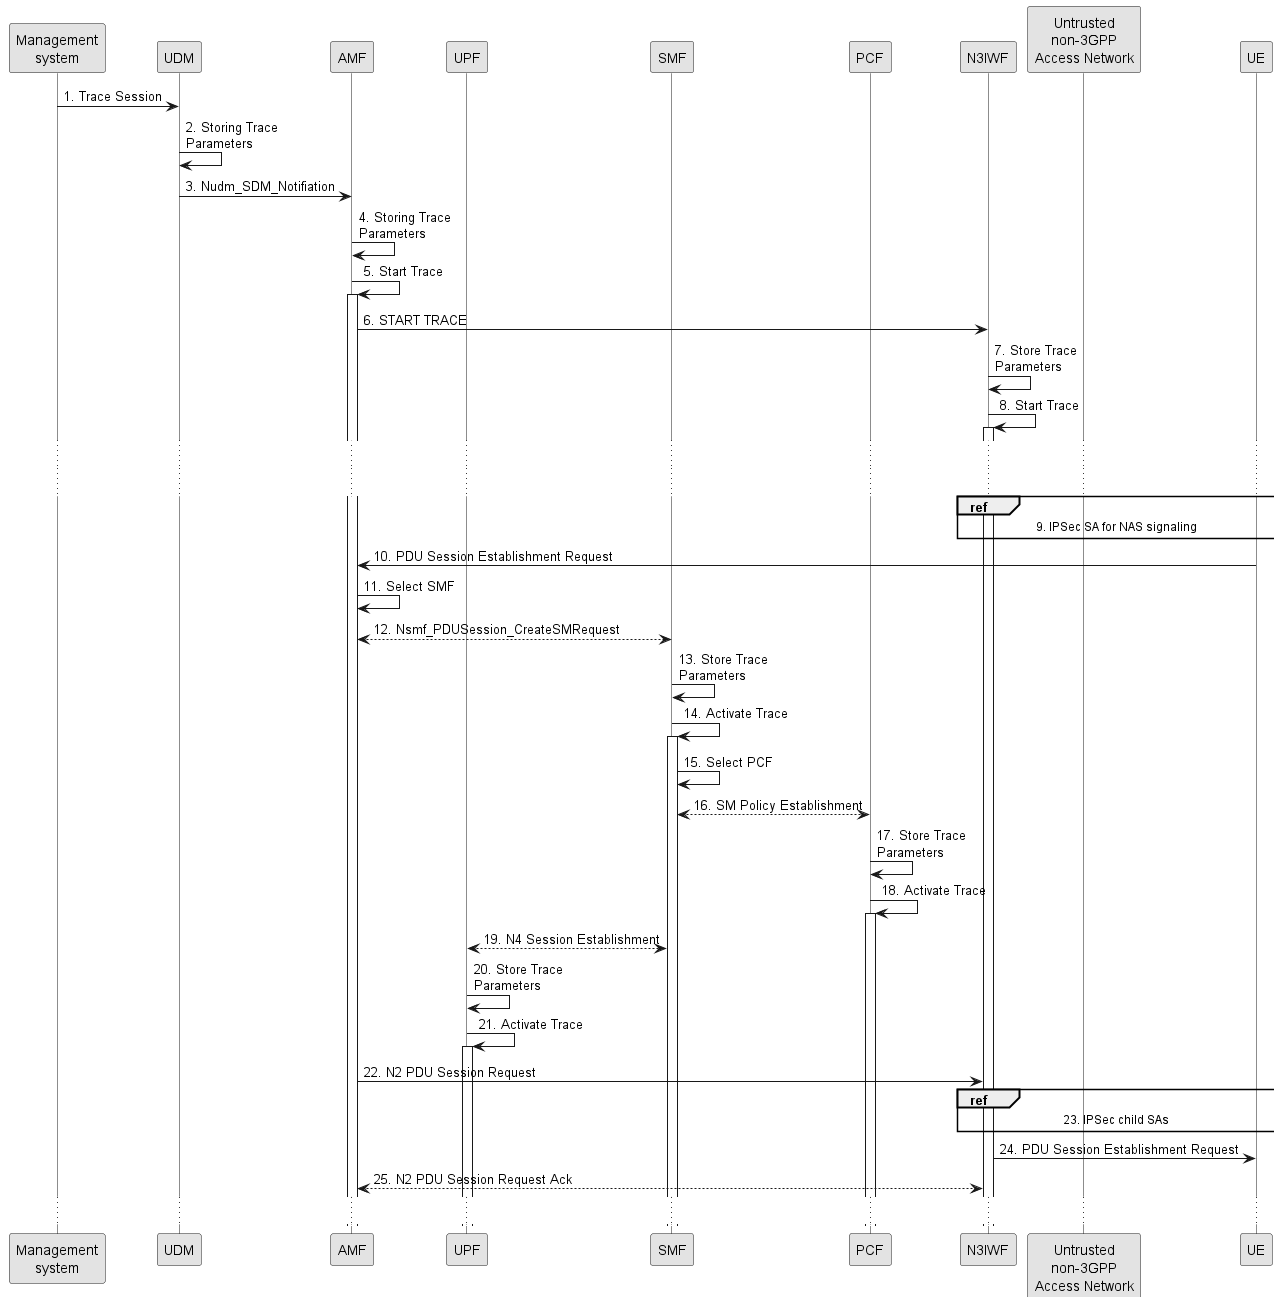 Management
system
UDM
AMF
UPF
SMF
PCF
N3IWF
Untrusted
non-3GPP
Access Network
UE
1. Trace Session
2. Storing Trace
Parameters
3. Nudm_SDM_Notifiation
4. Storing Trace
Parameters
5. Start Trace
6. START TRACE
7. Store Trace
Parameters
8. Start Trace
ref
9. IPSec SA for NAS signaling
10. PDU Session Establishment Request
11. Select SMF
12. Nsmf_PDUSession_CreateSMRequest
13. Store Trace
Parameters
14. Activate Trace
15. Select PCF
16. SM Policy Establishment
17. Store Trace
Parameters
18. Activate Trace
19. N4 Session Establishment
20. Store Trace
Parameters
21. Activate Trace
22. N2 PDU Session Request
ref
23. IPSec child SAs
24. PDU Session Establishment Request
25. N2 PDU Session Request Ack
Management
system
UDM
AMF
UPF
SMF
PCF
N3IWF
Untrusted
non-3GPP
Access Network
UE